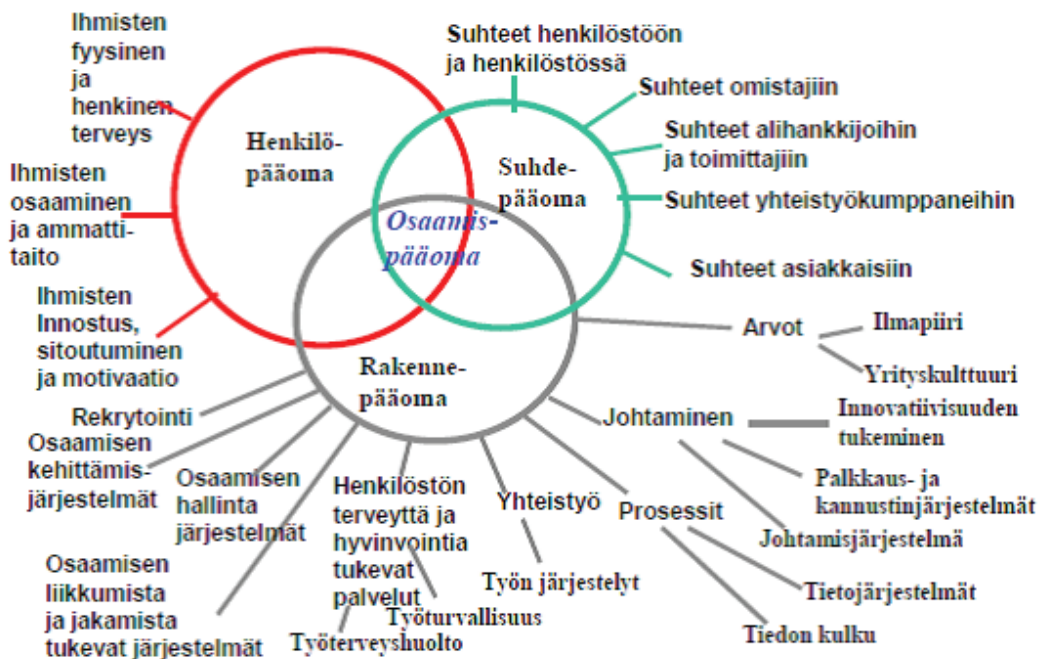 Ihmisten
fyysinen
ja
henkinen
terveys
Ihmisten
osaaminen
ja ammatti-
taito
Ihmisten
Innostus,
sitoutuminen
ja motivaatio
Henkilö-
pääoma
Suhteet henkilöstöön
ja henkilöstössä
Suhteet omistajiin
Suhteet alihankkijoihin
ja toimittajiin
Suhteet yhteistyökumppaneihin
Suhteet asiakkaisiin
Suhde-
pääoma
Osaamis-
pääoma
Rakenne-
pääoma
Rekrytointi
Osaamisen
kehittämis-
järjestelmät
Osaamisen
hallinta
järjestelmät
Osaamisen
liikkumista
ja jakamista
tukevat järjestelmät
Henkilöstön
terveyttä ja
hyvinvointia
tukevat
palvelut
Työturvallisuus
Työterveyshuolto
Yhteistyö
Työn järjestelyt
Prosessit
Tietojärjestelmät
Tiedon kulku
Johtaminen
Innovatiivisuuden
tukeminen
Palkkaus- ja
kannustinjärjestelmät
Johtamisjärjestelmä
Arvot
Ilmapiiri
Yrityskulttuuri